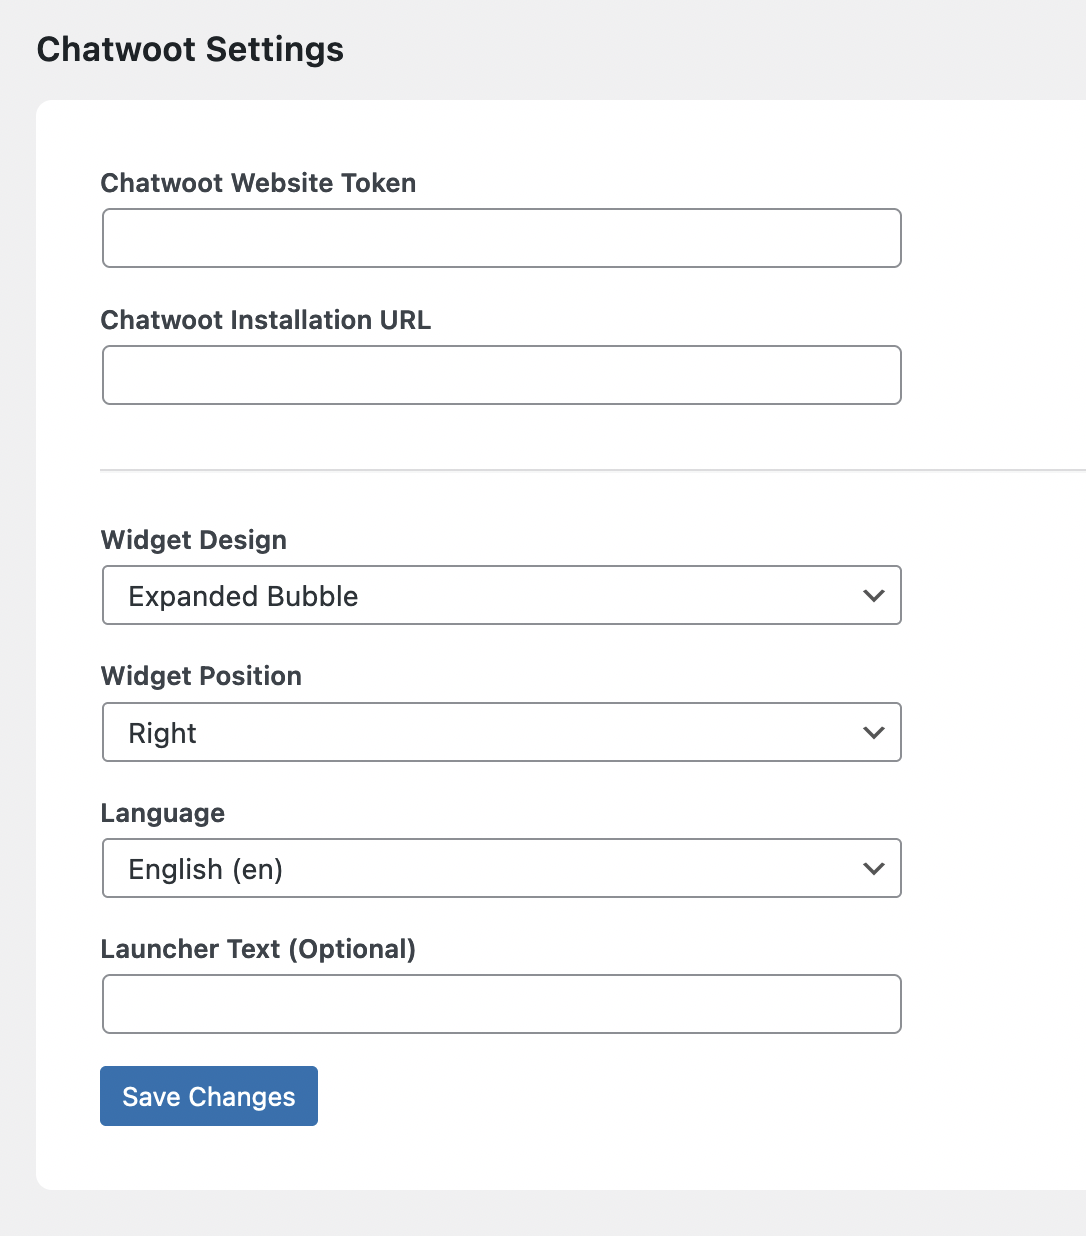 Chatwoot Settings
Chatwoot Website Token
Chatwoot Installation URL
Widget Design
Expanded Bubble
Widget Position
Right
Language
English (en)
Launcher Text (Optional)
Save Changes